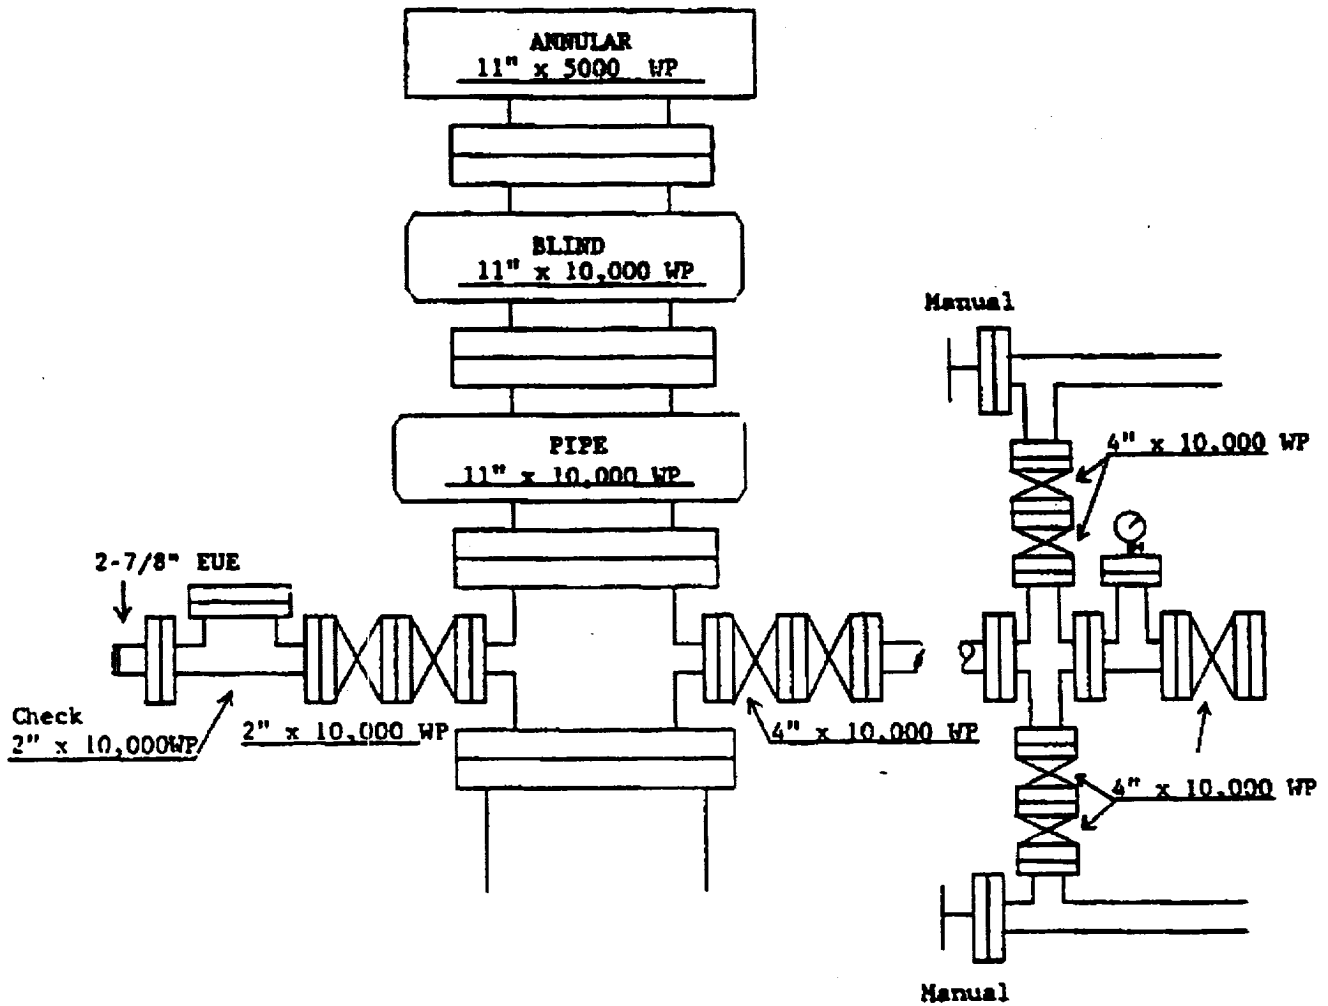 ANNULAR
11" x 5000 WP
BLIND
11" x 10,000 WP
Manual
PIPE
11" x 10,000 WP
4" x 10,000 WP
2-7/8" EUE
Check
2" x 10,000WP
2" x 10,000 WP
4" x 10,000 WP
4" x 10,000 WP
Manual